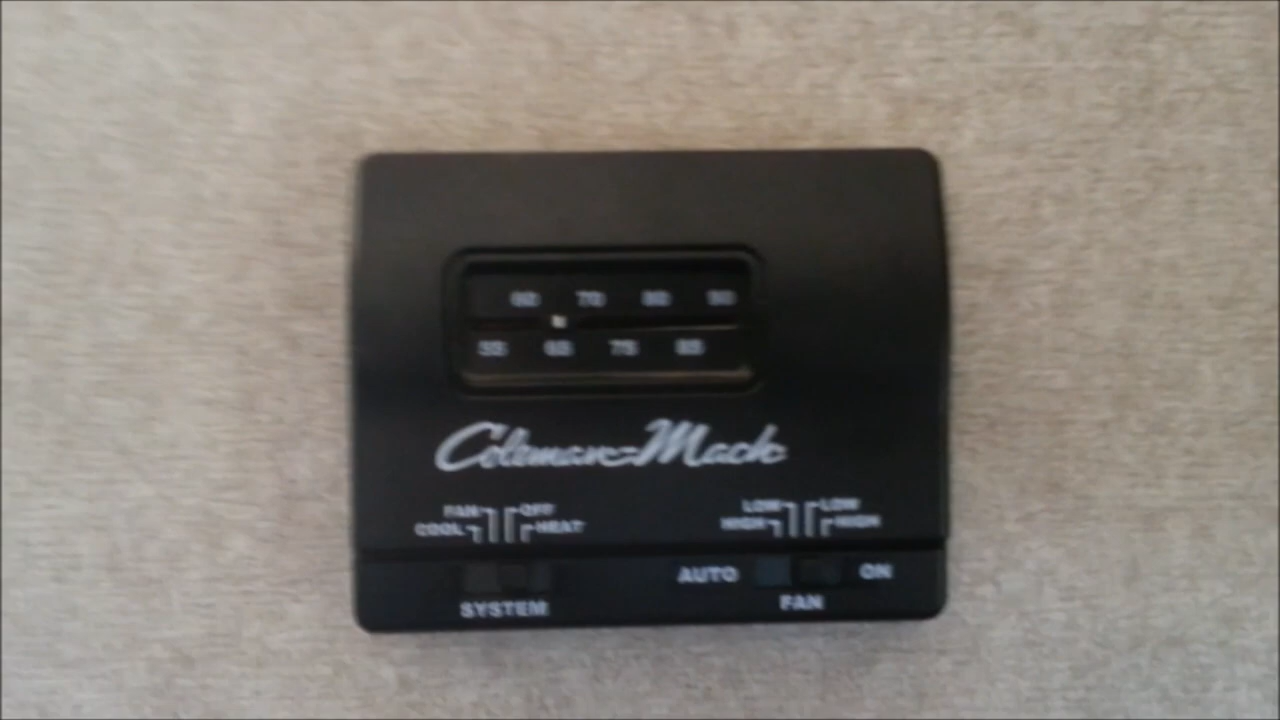 60 70 80 90
55 65 75 85
Coleman-Mach
FAN OFF LOW LOW
COOL HEAT HIGH HIGH
AUTO ON
SYSTEM FAN